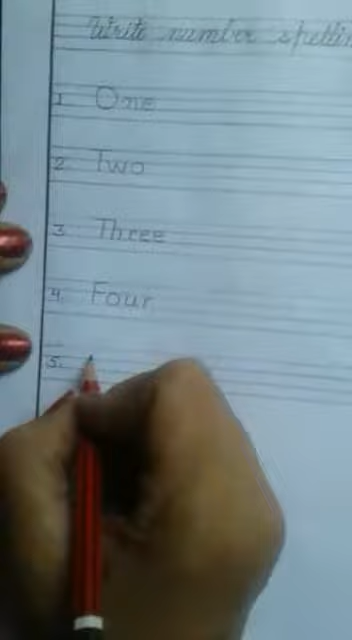 Write number spellin
1. One
2. Two
3. Three
4. Four
5.